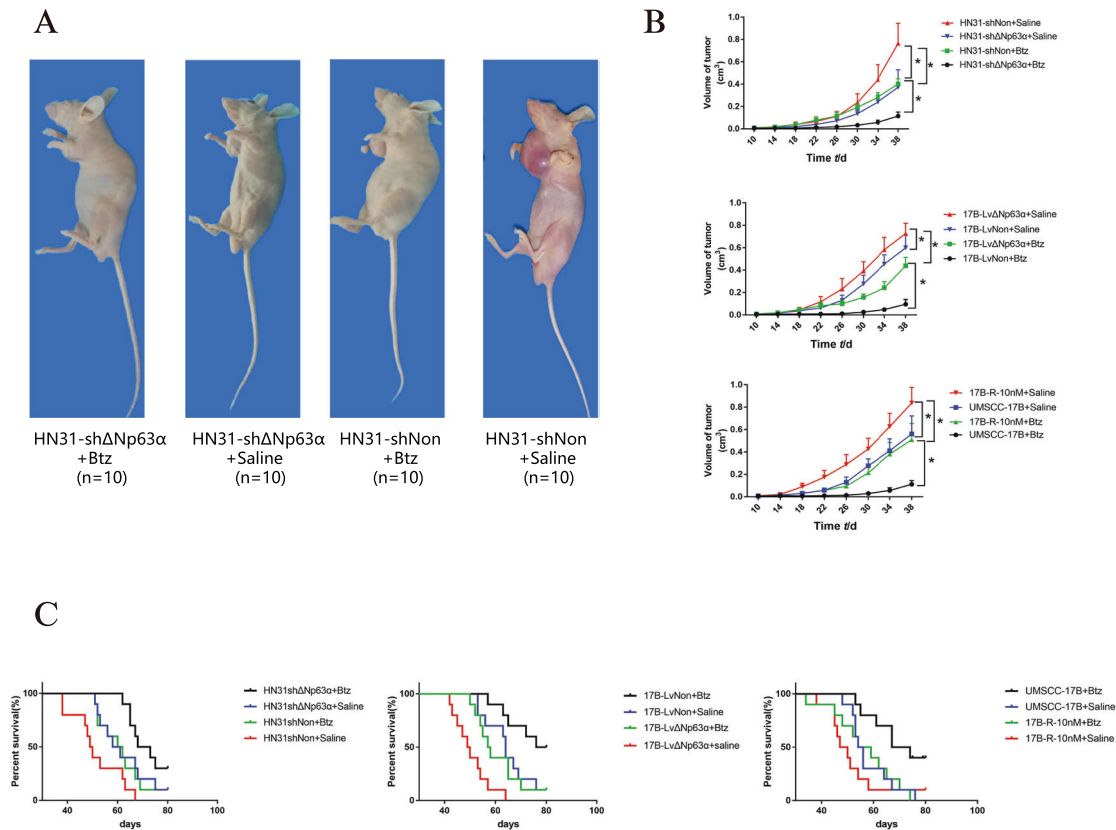 A
HN31-shΔNp63α
+Btz
(n=10)
HN31-shΔNp63α
+Saline
(n=10)
HN31-shNon
+Btz
(n=10)
HN31-shNon
+Saline
(n=10)
B
Volume of tumor
(cm3)
1.0
0.8
0.6
0.4
0.2
0.0
10 14 18 22 26 30 34 38
Time t/d
HN31-shNon+Saline
HN31-shΔNp63α+Saline
HN31-shNon+Btz
HN31-shΔNp63α+Btz
* * *
Volume of tumor
(cm3)
1.0
0.8
0.6
0.4
0.2
0.0
10 14 18 22 26 30 34 38
Time t/d
17B-LvΔNp63α+Saline
17B-LvNon+Saline
17B-LvΔNp63α+Btz
17B-LvNon+Btz
* * *
Volume of tumor
(cm3)
1.0
0.8
0.6
0.4
0.2
0.0
10 14 18 22 26 30 34 38
Time t/d
17B-R-10nM+Saline
UMSCC-17B+Saline
17B-R-10nM+Btz
UMSCC-17B+Btz
* * *
C
Percent survival(%)
100
50
0
40 60 80 100
days
HN31shΔNp63α+Btz
HN31shΔNp63α+Saline
HN31shNon+Btz
HN31shNon+Saline
Percent survival(%)
100
50
0
40 60 80 100
days
17B-LvNon+Btz
17B-LvNon+Saline
17B-LvΔNp63α+Btz
17B-LvΔNp63α+saline
Percent survival(%)
100
50
0
40 60 80 100
days
UMSCC-17B+Btz
UMSCC-17B+Saline
17B-R-10nM+Btz
17B-R-10nM+Saline